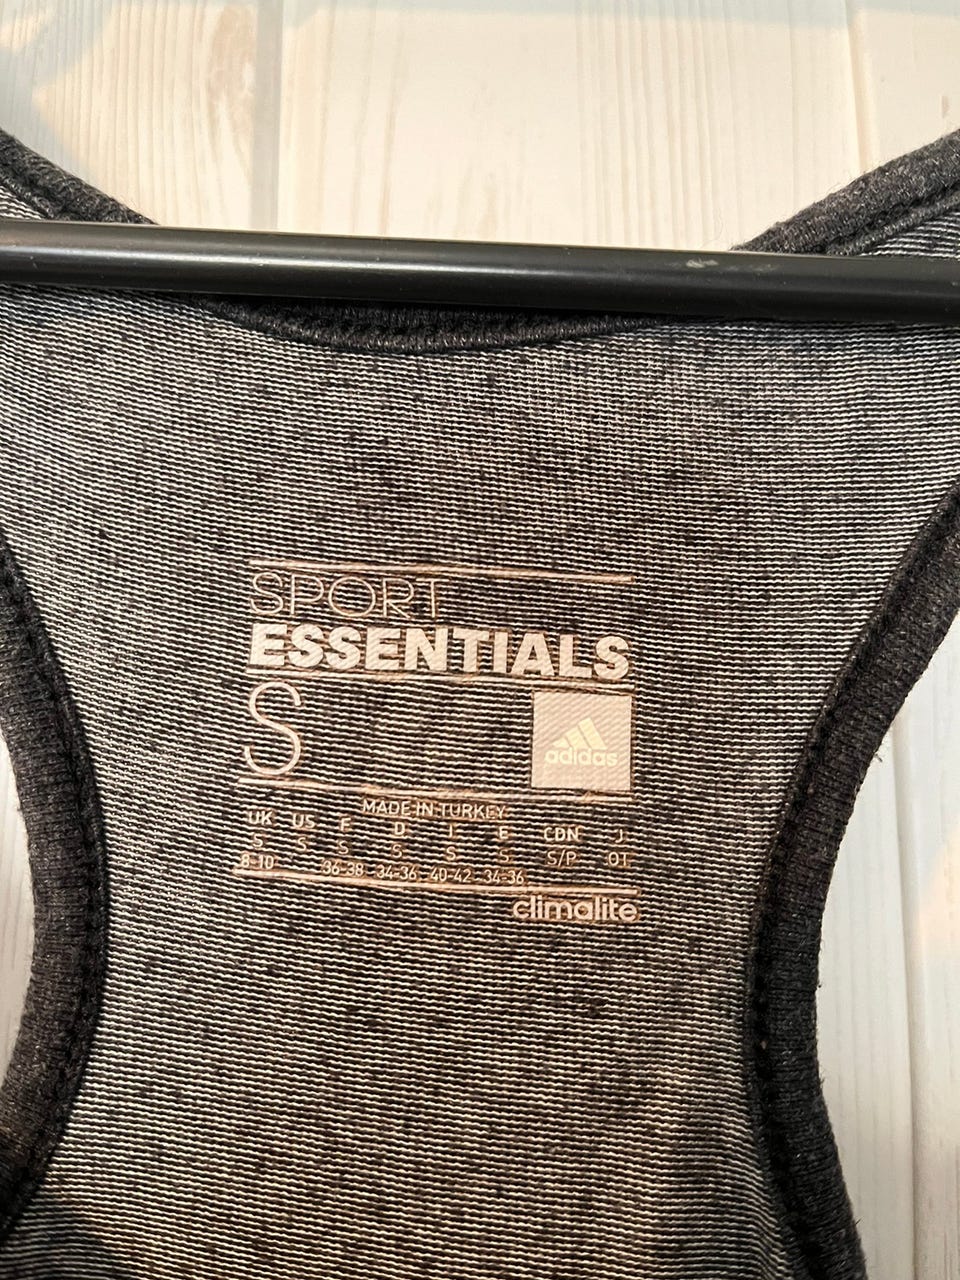 SPORT
ESSENTIALS
S
adidas
MADE IN TURKEY
UK US F D I E CDN J
S S S S S S S/P OT
8-10 36-38 34-36 40-42 34-36
climalite